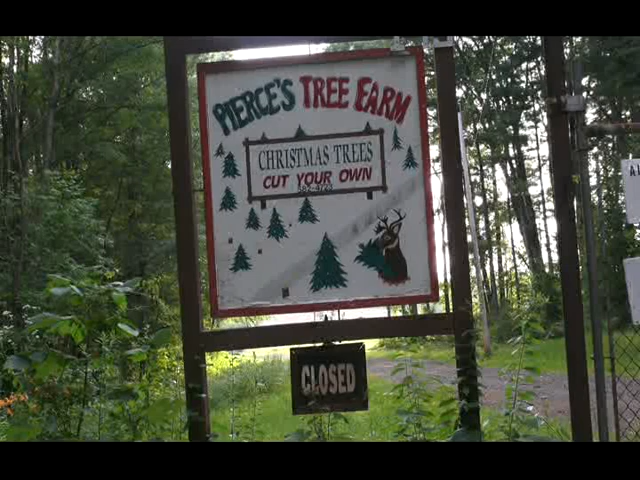 PIERCE'S TREE FARM
CHRISTMAS TREES
CUT YOUR OWN
CLOSED